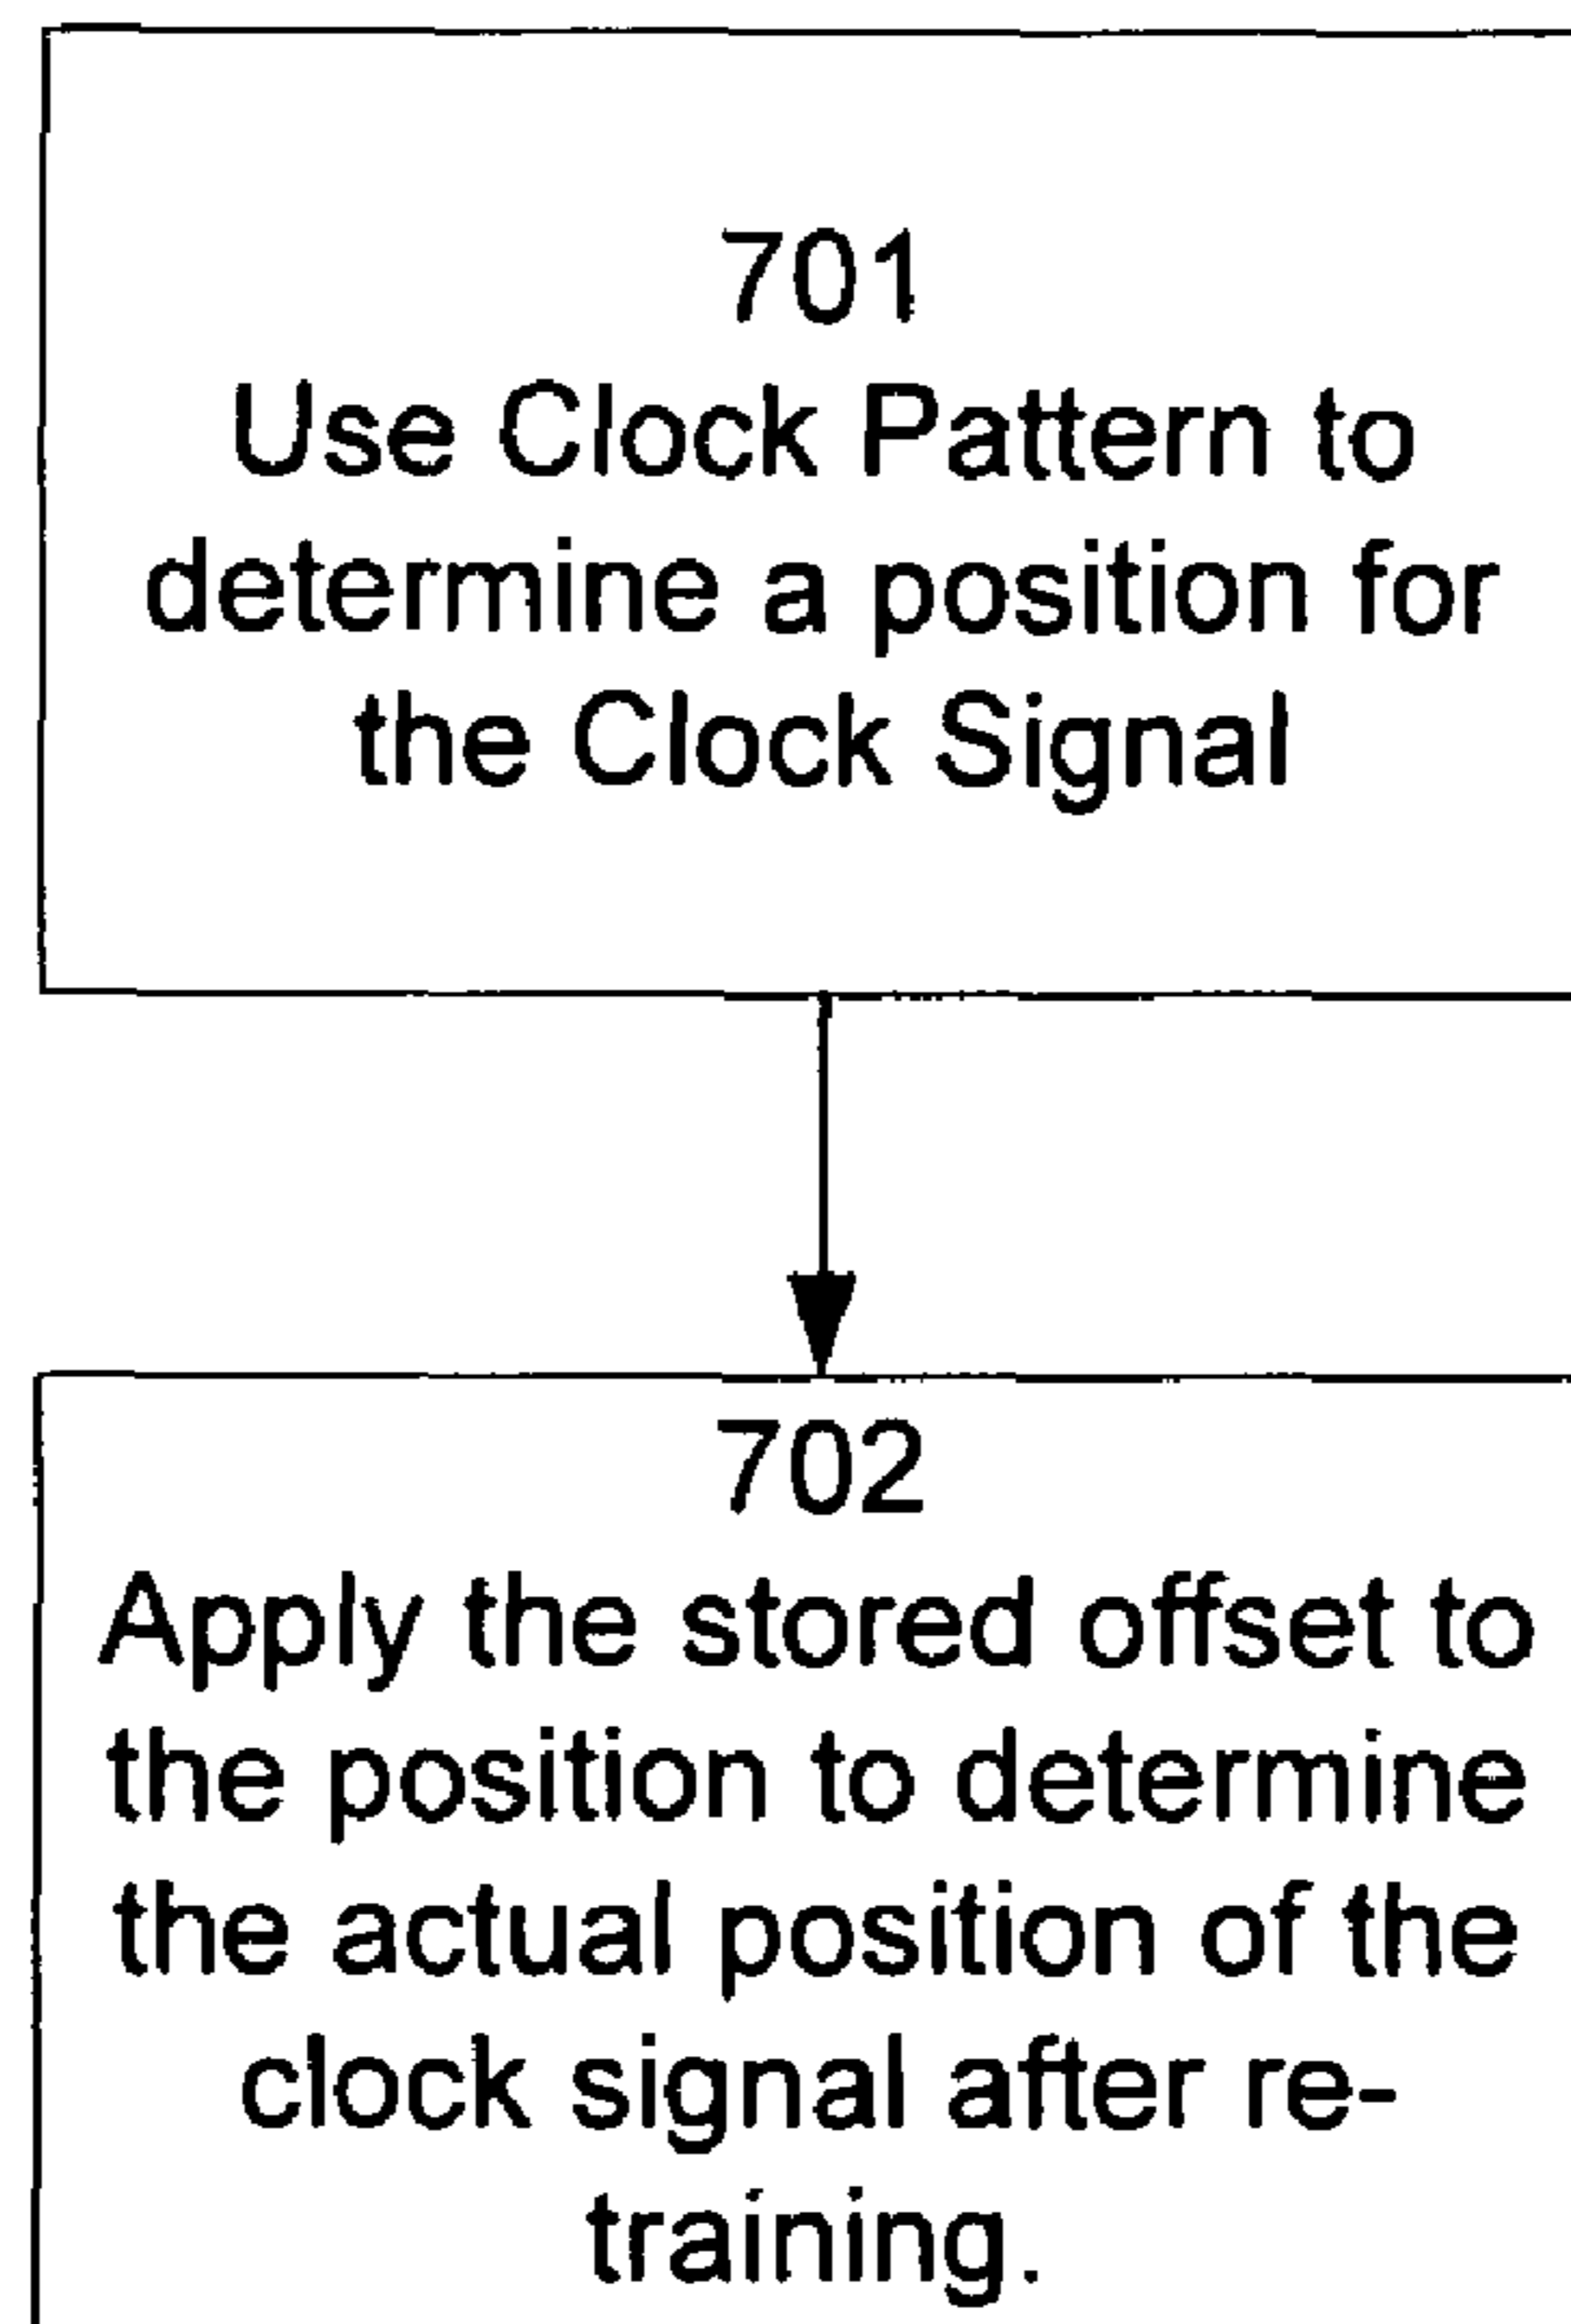 701
Use Clock Pattern to
determine a position for
the Clock Signal
702
Apply the stored offset to
the position to determine
the actual position of the
clock signal after re-
training.